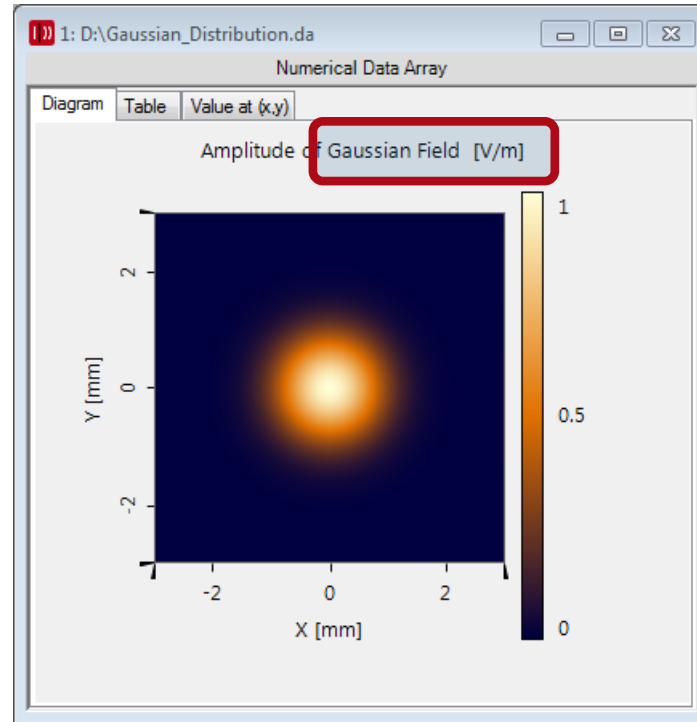 1: D:\Gaussian_Distribution.da
Numerical Data Array
Diagram Table Value at (x,y)
Amplitude of Gaussian Field [V/m]
1
2
0
-2
Y [mm]
0.5
0
-2 0 2
X [mm]